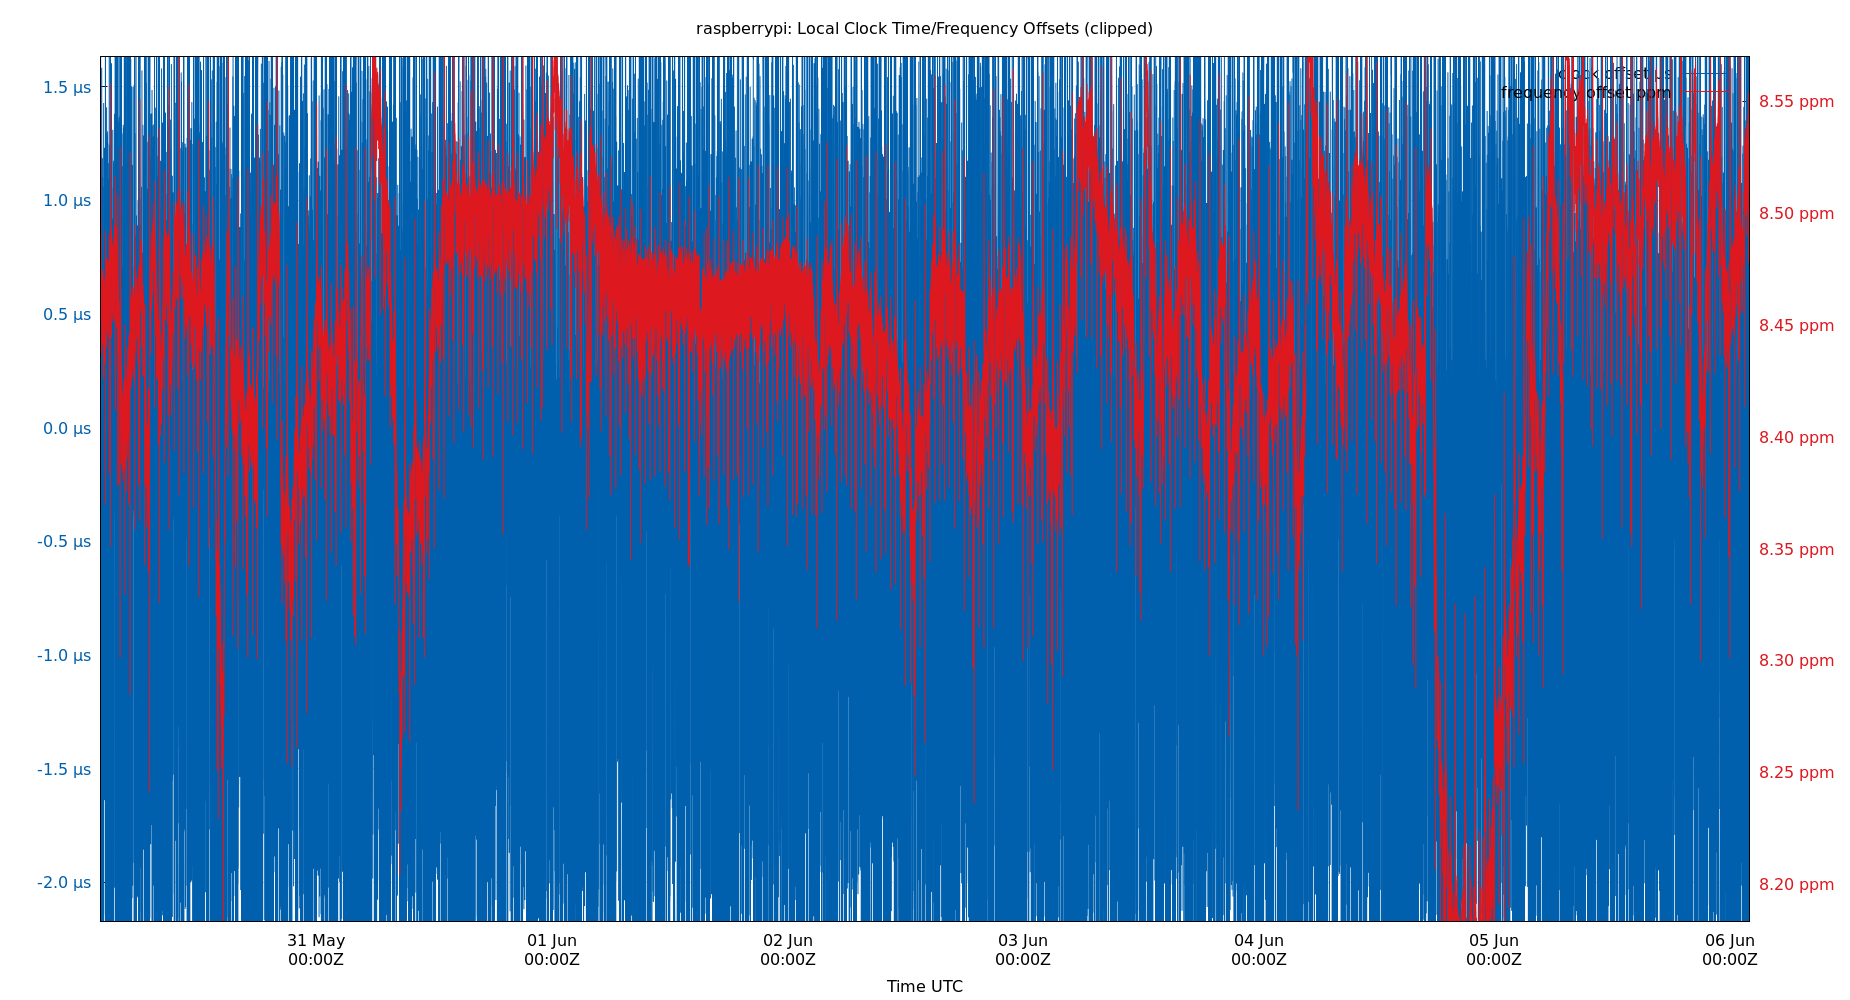 raspberrypi: Local Clock Time/Frequency Offsets (clipped)
clock offset µs
frequency offset ppm
1.5 µs
1.0 µs
0.5 µs
0.0 µs
-0.5 µs
-1.0 µs
-1.5 µs
-2.0 µs
8.55 ppm
8.50 ppm
8.45 ppm
8.40 ppm
8.35 ppm
8.30 ppm
8.25 ppm
8.20 ppm
31 May 01 Jun 02 Jun 03 Jun 04 Jun 05 Jun 06 Jun
00:00Z 00:00Z 00:00Z 00:00Z 00:00Z 00:00Z 00:00Z
Time UTC